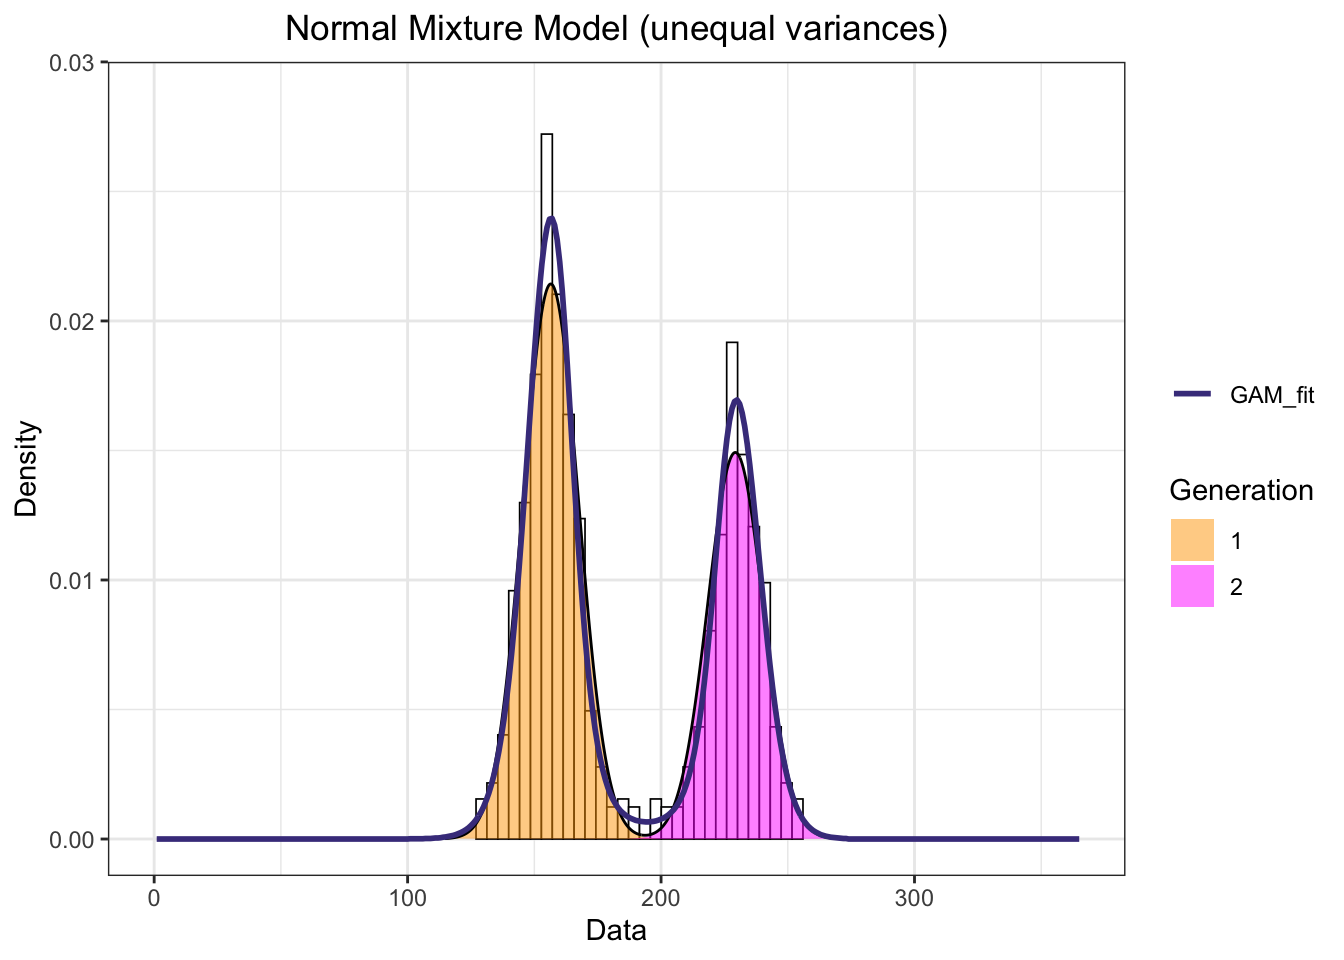 Normal Mixture Model (unequal variances)
0.03
0.02
0.01
0.00
Density
0
100
200
300
Data
GAM_fit
Generation
1
2